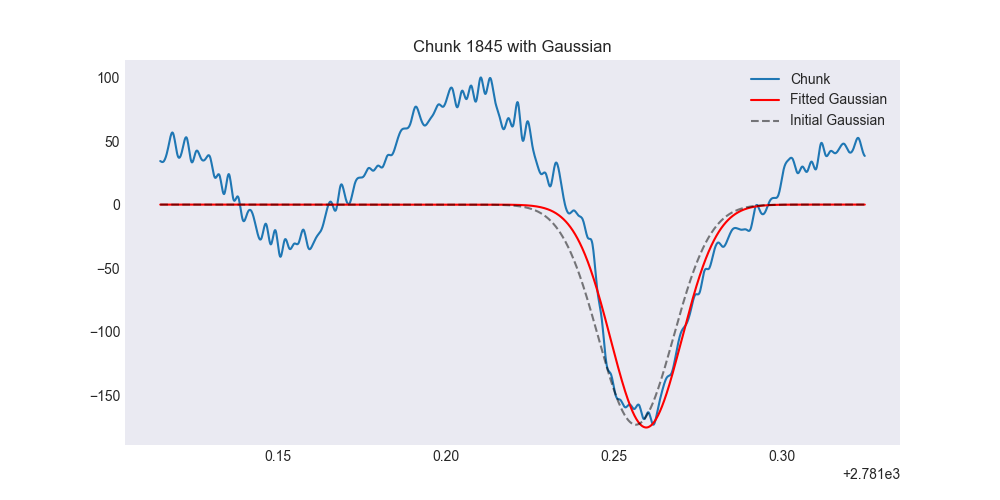 Chunk 1845 with Gaussian
Chunk
Fitted Gaussian
Initial Gaussian
100
50
0
−50
−100
−150
0.15 0.20 0.25 0.30
+2.781e3